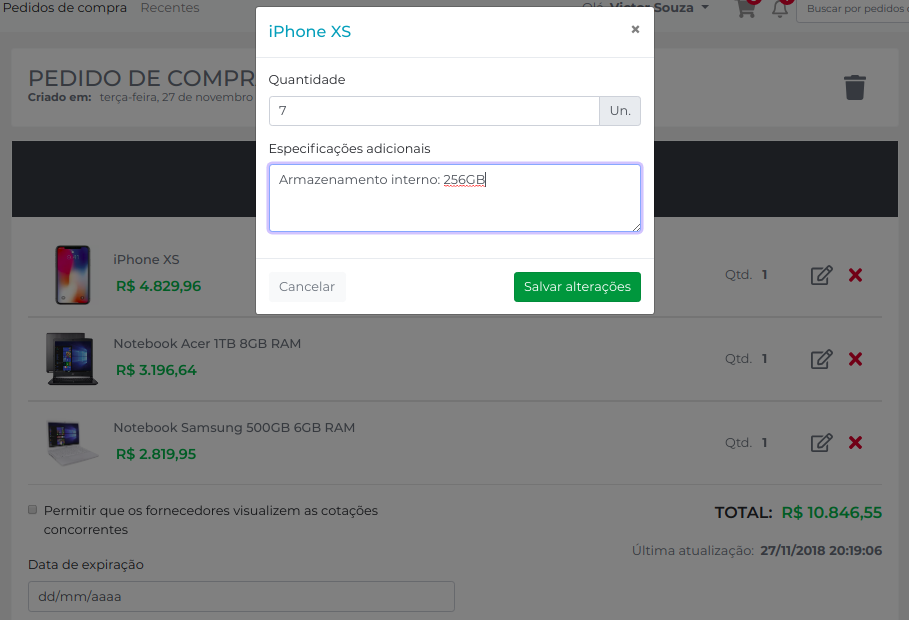 Pedidos de compra Recentes
Olá, Victor Souza
Buscar por pedidos
iPhone XS ×
PEDIDO DE COMPR
Criado em: terça-feira, 27 de novembro
Quantidade
7 Un.
Especificações adicionais
Armazenamento interno: 256GB
Cancelar Salvar alterações
iPhone XS
R$ 4.829,96
Qtd. 1
Notebook Acer 1TB 8GB RAM
R$ 3.196,64
Qtd. 1
Notebook Samsung 500GB 6GB RAM
R$ 2.819,95
Qtd. 1
Permitir que os fornecedores visualizem as cotações
concorrentes
TOTAL: R$ 10.846,55
Última atualização: 27/11/2018 20:19:06
Data de expiração
dd/mm/aaaa